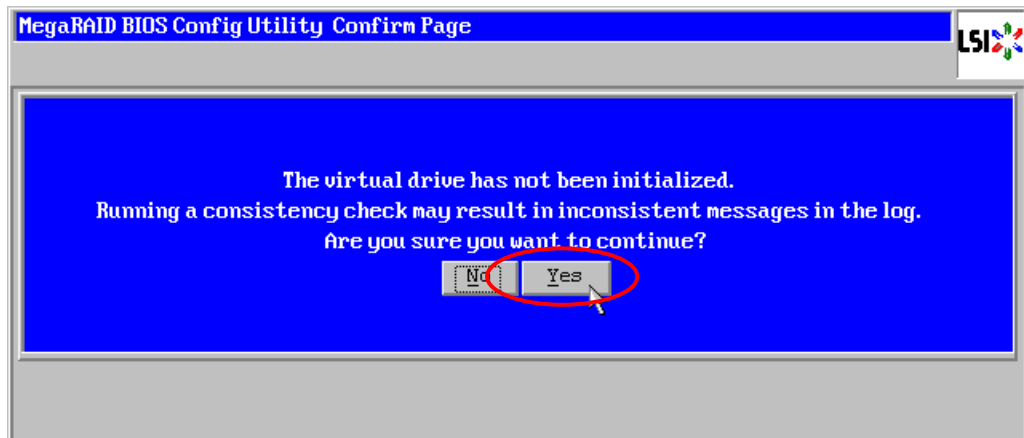 MegaRAID BIOS Config Utility Confirm Page
LSI
The virtual drive has not been initialized.
Running a consistency check may result in inconsistent messages in the log.
Are you sure you want to continue?
No Yes